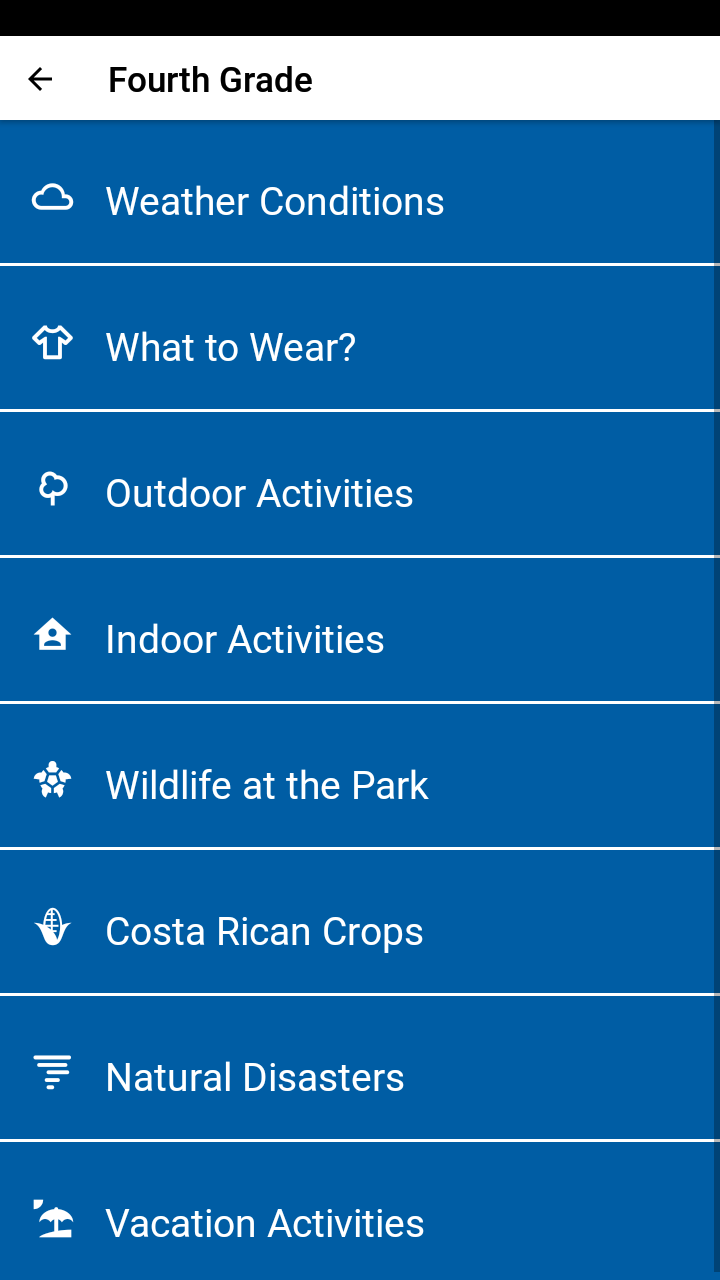 Fourth Grade
Weather Conditions
What to Wear?
Outdoor Activities
Indoor Activities
Wildlife at the Park
Costa Rican Crops
Natural Disasters
Vacation Activities